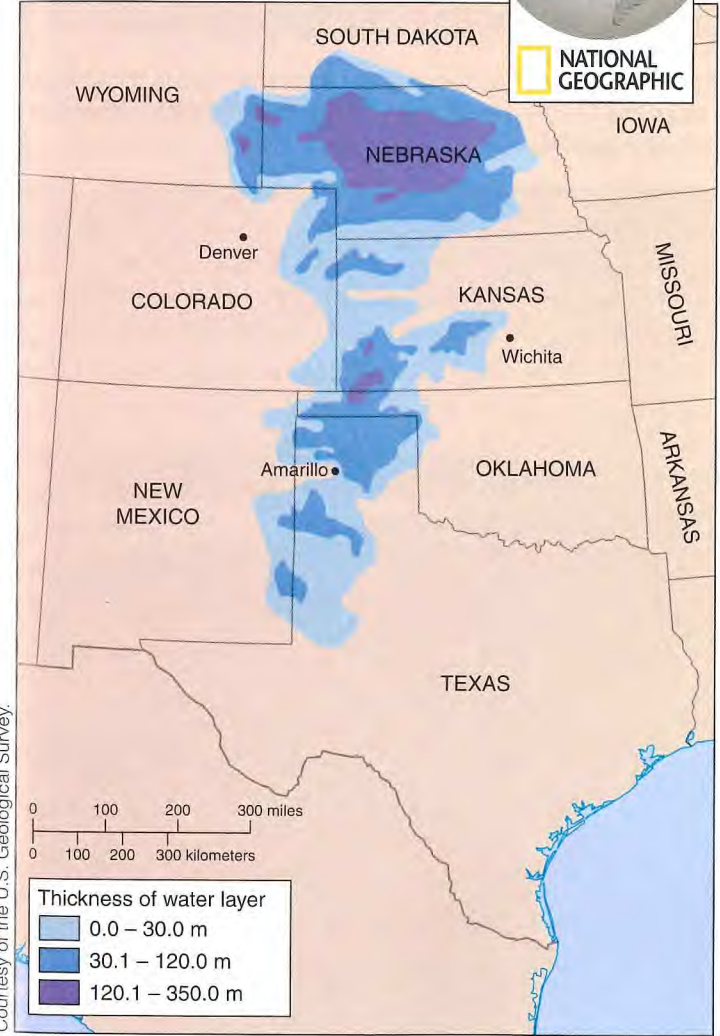 SOUTH DAKOTA
NATIONAL
GEOGRAPHIC
WYOMING
IOWA
NEBRASKA
Denver
COLORADO
KANSAS
MISSOURI
Wichita
Amarillo
OKLAHOMA
ARKANSAS
NEW
MEXICO
TEXAS
0 100 200 300 miles
0 100 200 300 kilometers
Thickness of water layer
0.0 – 30.0 m
30.1 – 120.0 m
120.1 – 350.0 m
Courtesy of the U.S. Geological Survey.